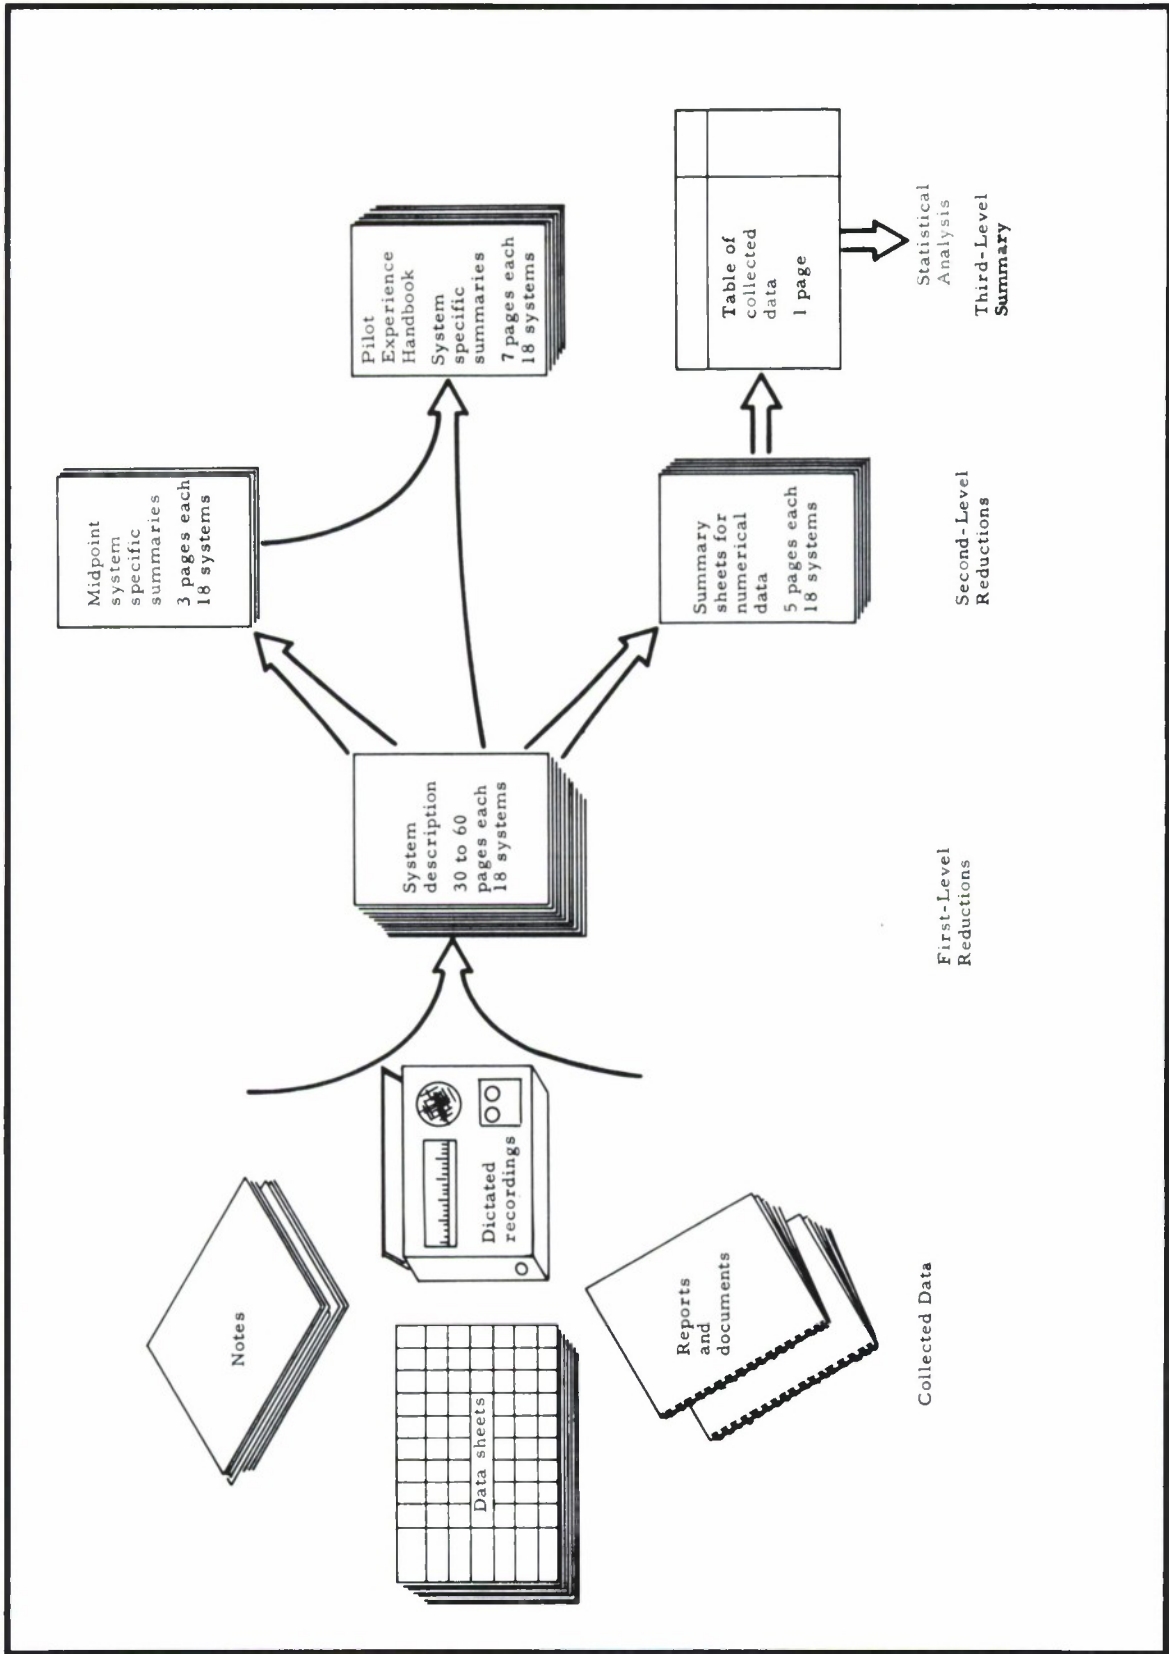 Notes
Data sheets
Dictated
recordings
Reports
and
documents
Collected Data
System
description
30 to 60
pages each
18 systems
First-Level
Reductions
Midpoint
system
specific
summaries
3 pages each
18 systems
Summary
sheets for
numerical
data
5 pages each
18 systems
Second-Level
Reductions
Pilot
Experience
Handbook
System
specific
summaries
7 pages each
18 systems
Table of
collected
data
1 page
Statistical
Analysis
Third-Level
Summary